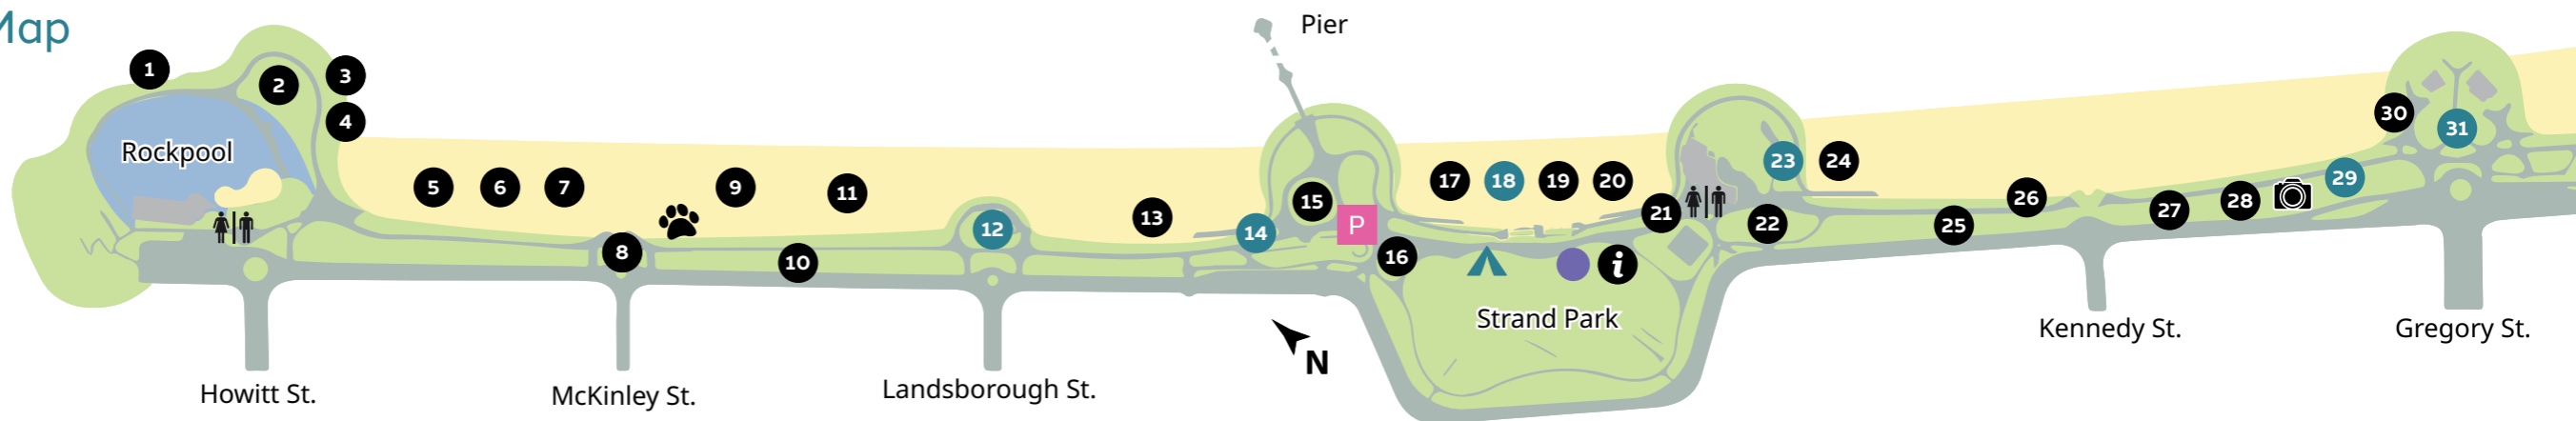 Map
Pier
1
2
3
4
Rockpool
5
6
7
8
9
10
11
12
13
14
15
P
16
17
18
19
20
21
22
23
24
25
26
27
28
29
30
31
i
Strand Park
N
Howitt St.
McKinley St.
Landsborough St.
Kennedy St.
Gregory St.